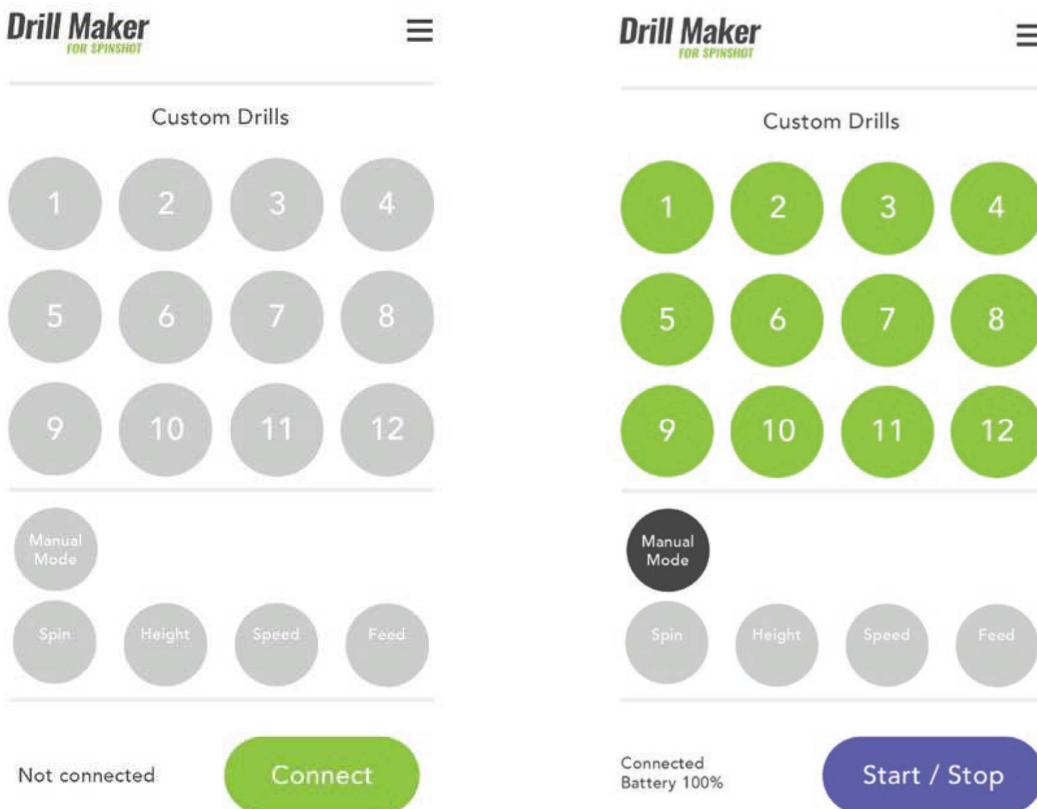 Drill Maker
FOR SPINSHOT
Custom Drills
1 2 3 4
5 6 7 8
9 10 11 12
Manual
Mode
Spin Height Speed Feed
Not connected
Connect
Drill Maker
FOR SPINSHOT
Custom Drills
1 2 3 4
5 6 7 8
9 10 11 12
Manual
Mode
Spin Height Speed Feed
Connected
Battery 100%
Start / Stop